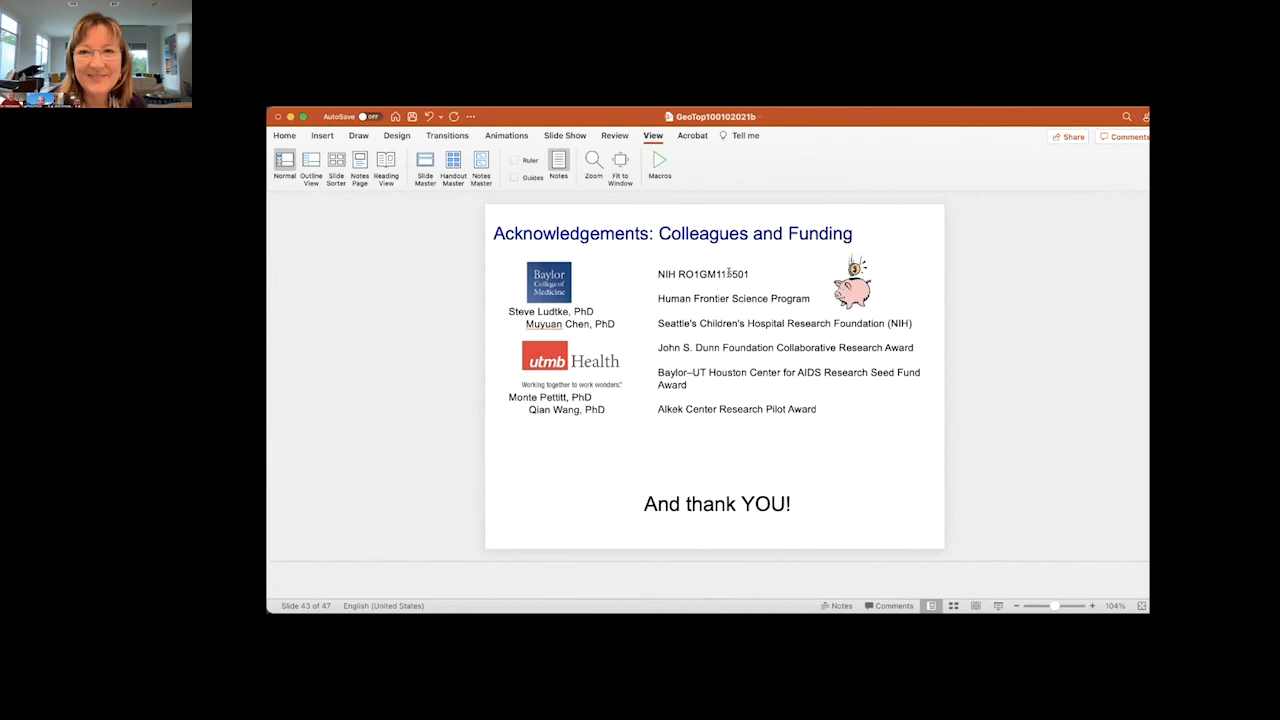 AutoSave OFF
GeoTop100102021b
Home Insert Draw Design Transitions Animations Slide Show Review View Acrobat Tell me
Share Comments
Normal Outline View Slide Sorter Notes Page Reading View Slide Master Handout Master Notes Master Ruler Guides Notes Zoom Fit to Window Macros
Acknowledgements: Colleagues and Funding
Baylor
College of
Medicine
Steve Ludtke, PhD
Muyuan Chen, PhD
utmb Health
Working together to work wonders.™
Monte Pettitt, PhD
Qian Wang, PhD
NIH RO1GM115501
Human Frontier Science Program
Seattle's Children's Hospital Research Foundation (NIH)
John S. Dunn Foundation Collaborative Research Award
Baylor–UT Houston Center for AIDS Research Seed Fund
Award
Alkek Center Research Pilot Award
And thank YOU!
Slide 43 of 47 English (United States) Notes Comments 104%